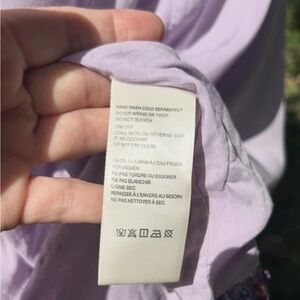 HAND WASH COLD SEPARATELY
DO NOT WRING OR TWIST
DO NOT BLEACH
LINE DRY
COOL IRON ON REVERSE SIDE
IF NECESSARY
DO NOT DRY CLEAN
LAVER À LA MAIN À L'EAU FROIDE
SEPAREMENT
NE PAS TORDRE OU ESSORER
NE PAS BLANCHIR
LIGNE SEC
REPASSER À L'ENVERS AU BESOIN
NE PAS NETTOYER À SEC